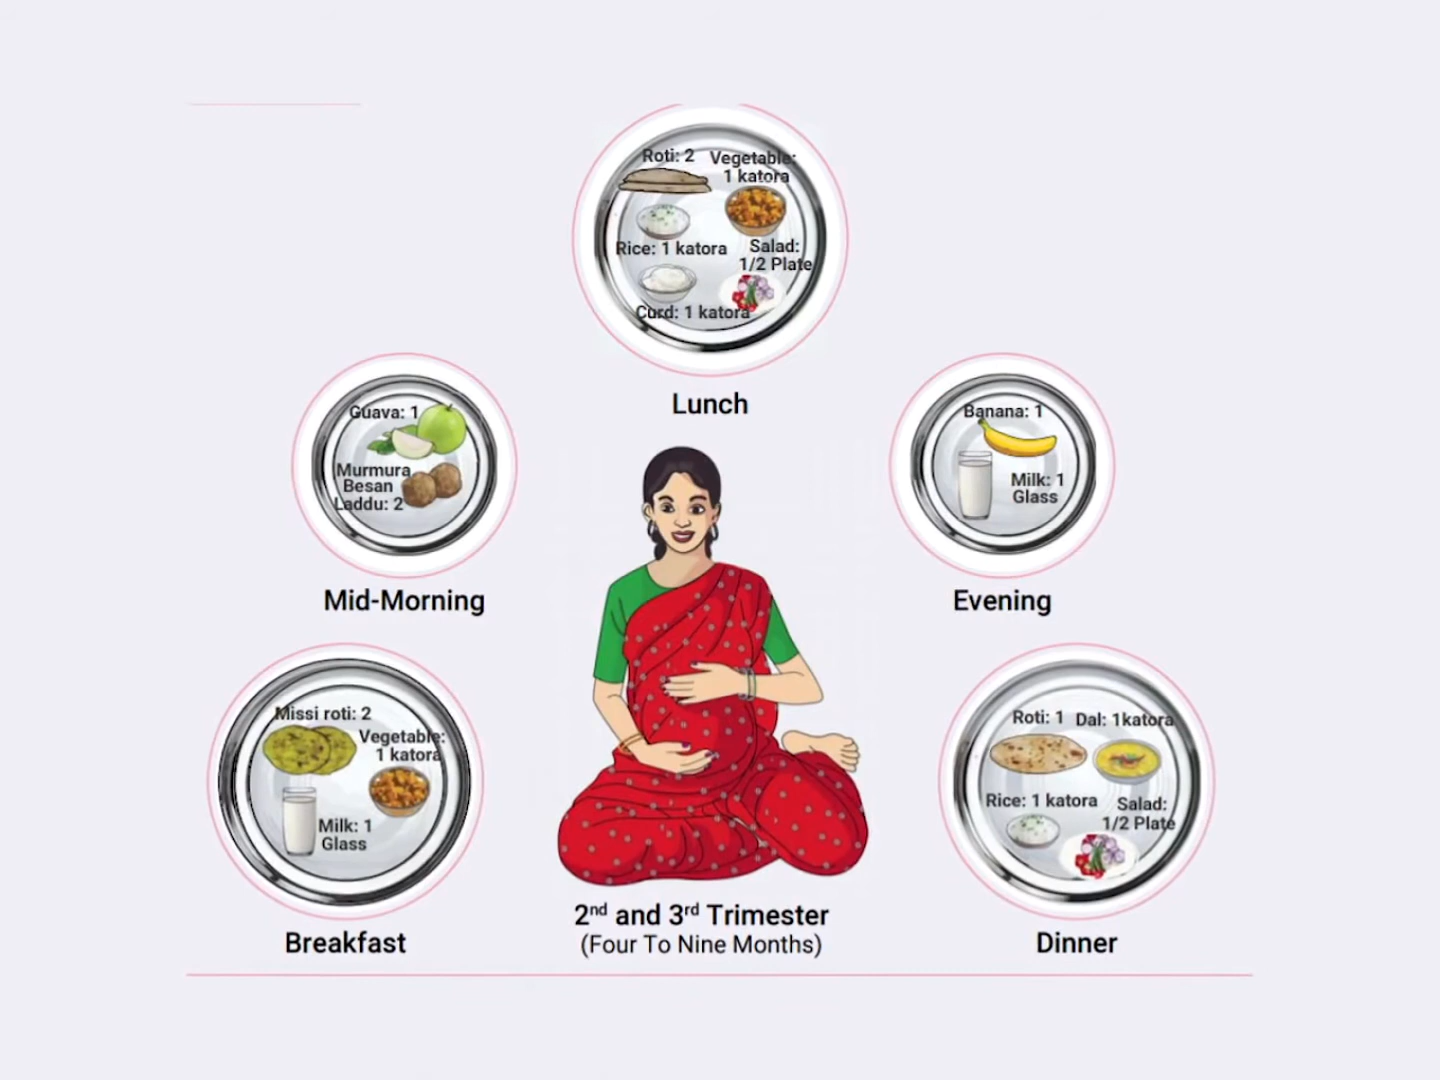 Roti: 2
Vegetable:
1 katora
Rice: 1 katora
Salad:
1/2 Plate
Curd: 1 katora
Lunch
Guava: 1
Murmura
Besan
Laddu: 2
Mid-Morning
Banana: 1
Milk: 1
Glass
Evening
Missi roti: 2
Vegetable:
1 katora
Milk: 1
Glass
Breakfast
2nd and 3rd Trimester
(Four To Nine Months)
Roti: 1
Dal: 1katora
Rice: 1 katora
Salad:
1/2 Plate
Dinner